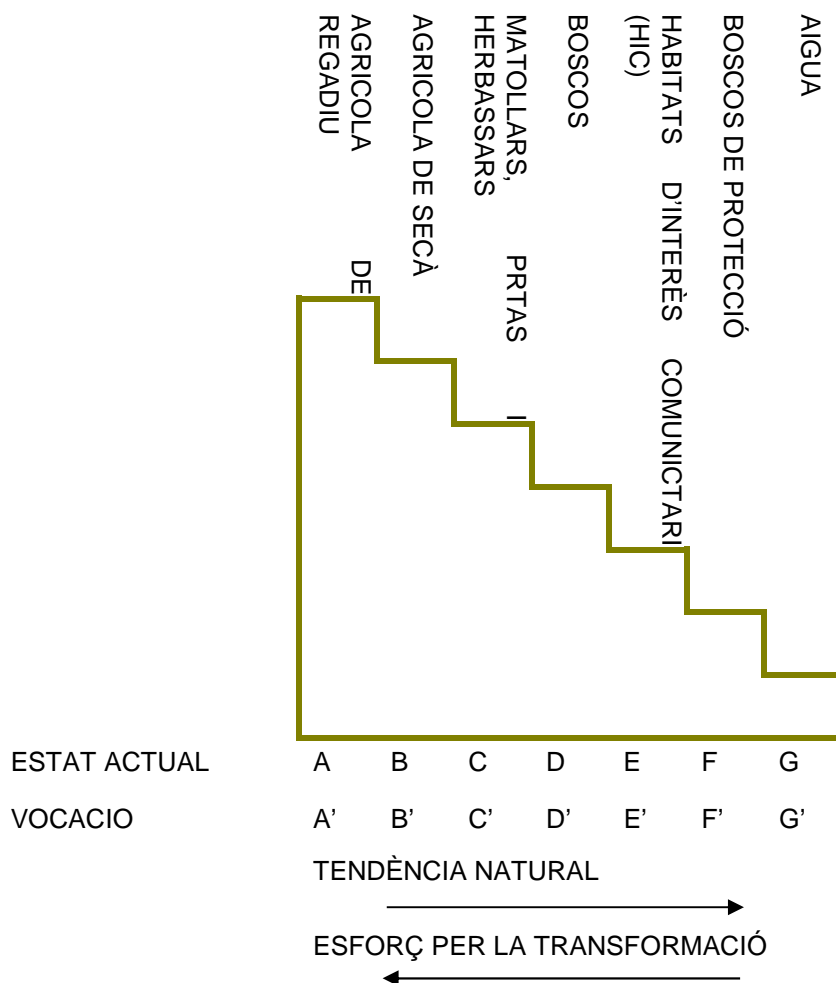 AGRICOLA DE
REGADIU
AGRICOLA DE SECÀ
MATOLLARS, PRTAS I
HERBASSARS
BOSCOS
HABITATS D'INTERÈS COMUNICTARI
(HIC)
BOSCOS DE PROTECCIÓ
AIGUA
ESTAT ACTUAL A B C D E F G
VOCACIO A' B' C' D' E' F' G'
TENDÈNCIA NATURAL
ESFORÇ PER LA TRANSFORMACIÓ